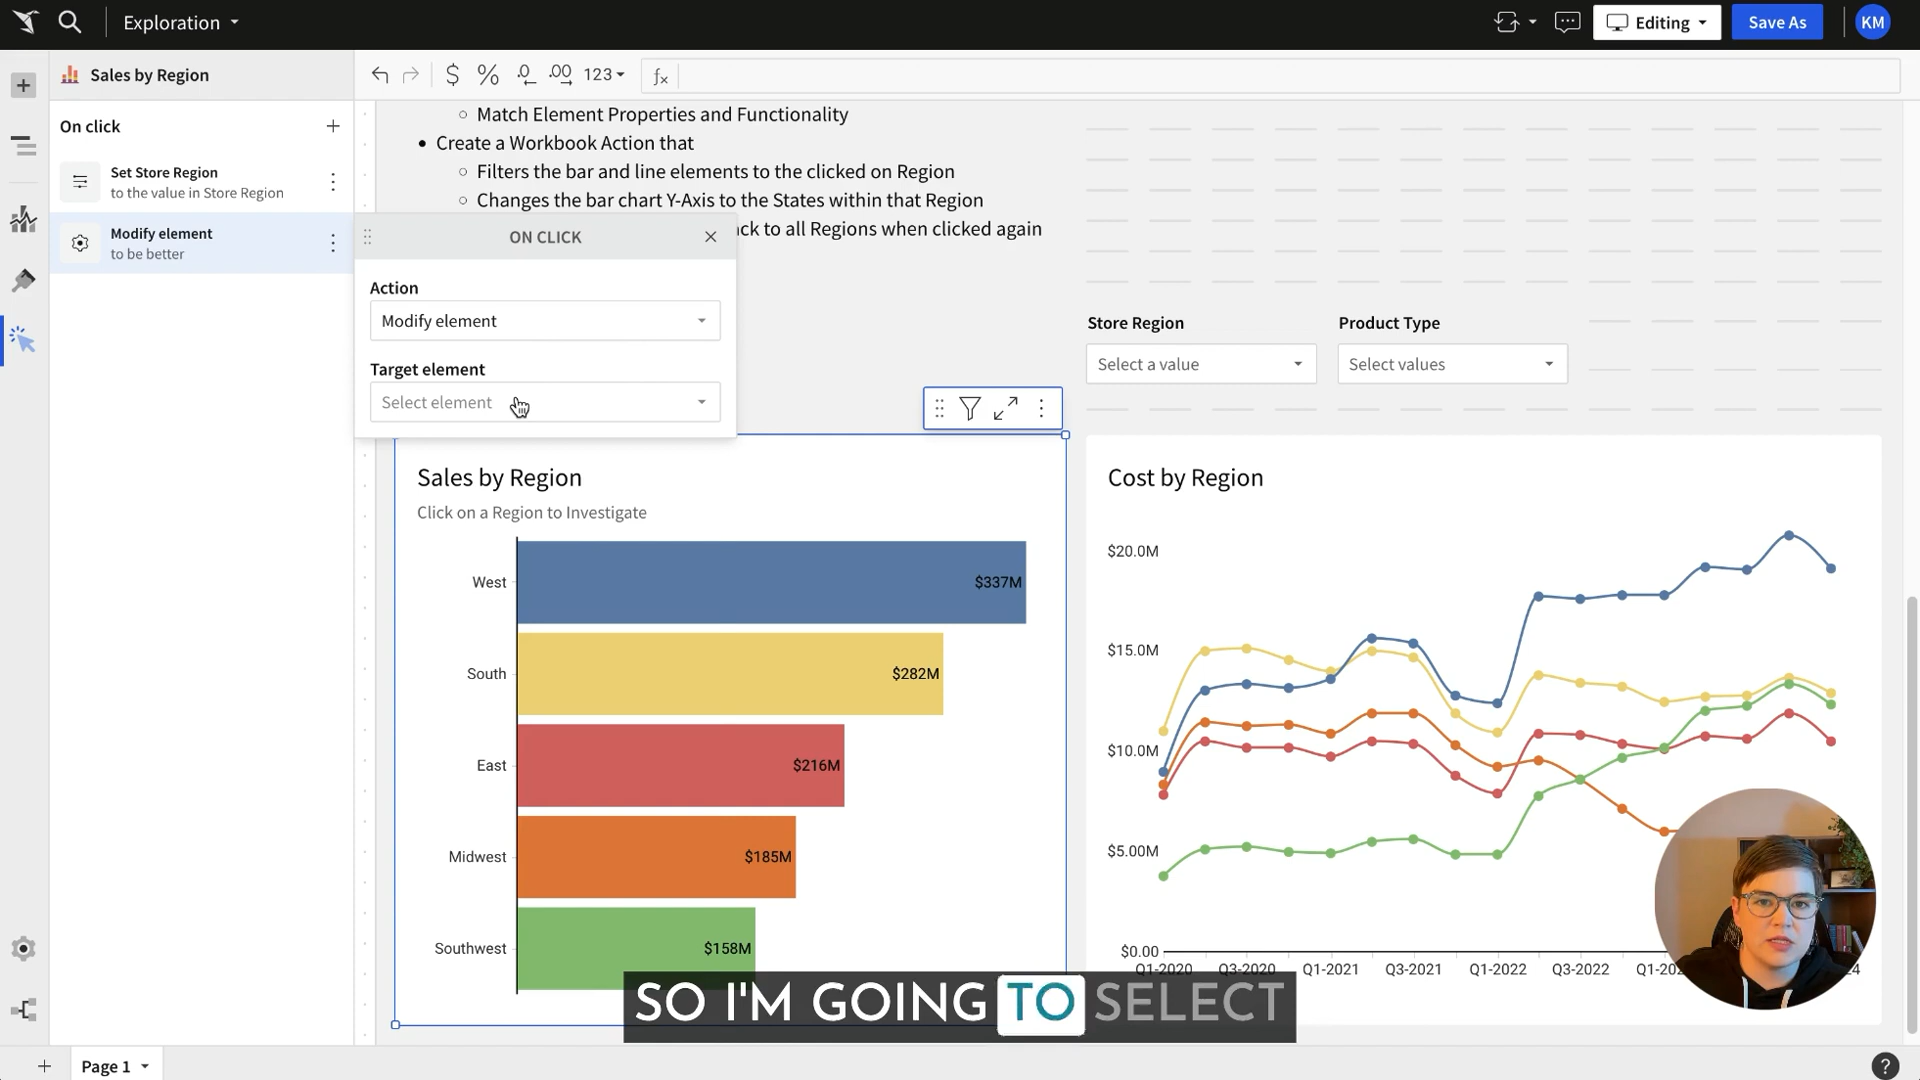 Exploration
Editing
Save As
KM
Sales by Region
$ % .0 .00 123
fx
On click
Set Store Region
to the value in Store Region
Modify element
to be better
Match Element Properties and Functionality
Create a Workbook Action that
Filters the bar and line elements to the clicked on Region
Changes the bar chart Y-Axis to the States within that Region
ck to all Regions when clicked again
ON CLICK
Action
Modify element
Target element
Select element
Store Region
Product Type
Select a value
Select values
Sales by Region
Click on a Region to Investigate
West
$337M
South
$282M
East
$216M
Midwest
$185M
Southwest
$158M
Cost by Region
$20.0M
$15.0M
$10.0M
$5.00M
$0.00
Q1-2020 Q3-2020 Q1-2021 Q3-2021 Q1-2022 Q3-2022 Q1-20
SO I'M GOING TO SELECT
Page 1
?